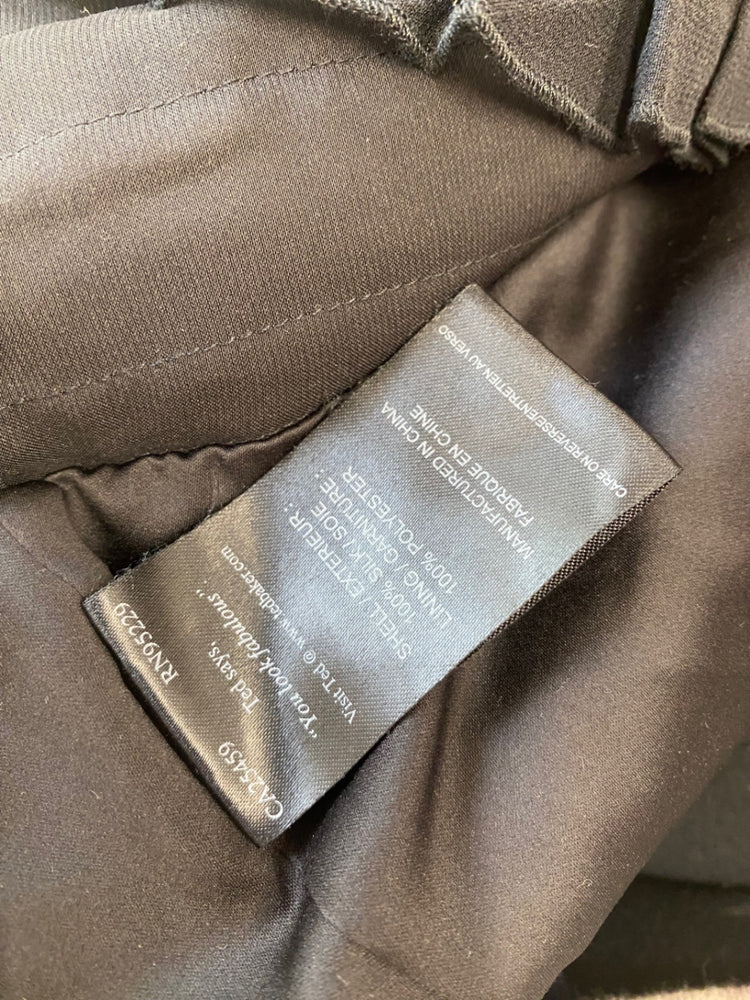 RN95229 CA25459
Ted says,
"You look fabulous".
Visit Ted @ www.tedbaker.com
SHELL / EXTERIEUR :
100% SILK / SOIE
LINING / GARNITURE :
100% POLYESTER
MANUFACTURED IN CHINA
FABRIQUE EN CHINE
CARE ON REVERSE/ENTRETIEN AU VERSO